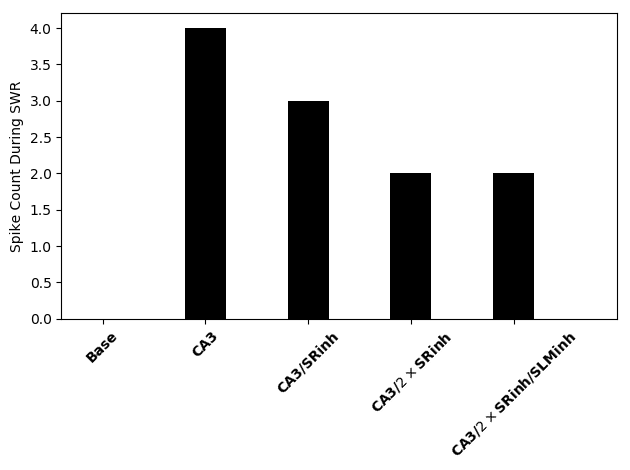 Spike Count During SWR
4.0
3.5
3.0
2.5
2.0
1.5
1.0
0.5
0.0
Base
CA3
CA3/SRinh
CA3/2 × SRinh
CA3/2 × SRinh/SLMinh